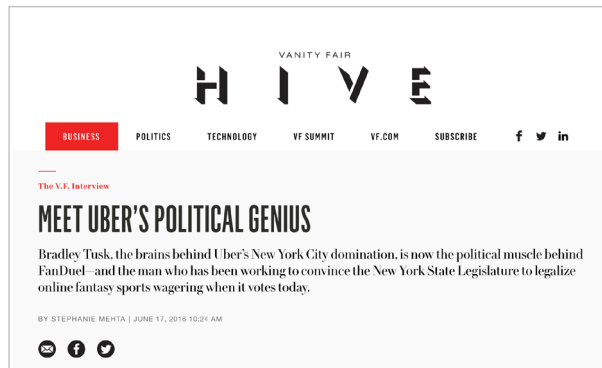 VANITY FAIR
HIVE
BUSINESS POLITICS TECHNOLOGY VF SUMMIT VF.COM SUBSCRIBE
The V.F. Interview
MEET UBER'S POLITICAL GENIUS
Bradley Tusk, the brains behind Uber's New York City domination, is now the political muscle behind
FanDuel—and the man who has been working to convince the New York State Legislature to legalize
online fantasy sports wagering when it votes today.
BY STEPHANIE MEHTA | JUNE 17, 2016 10:24 AM